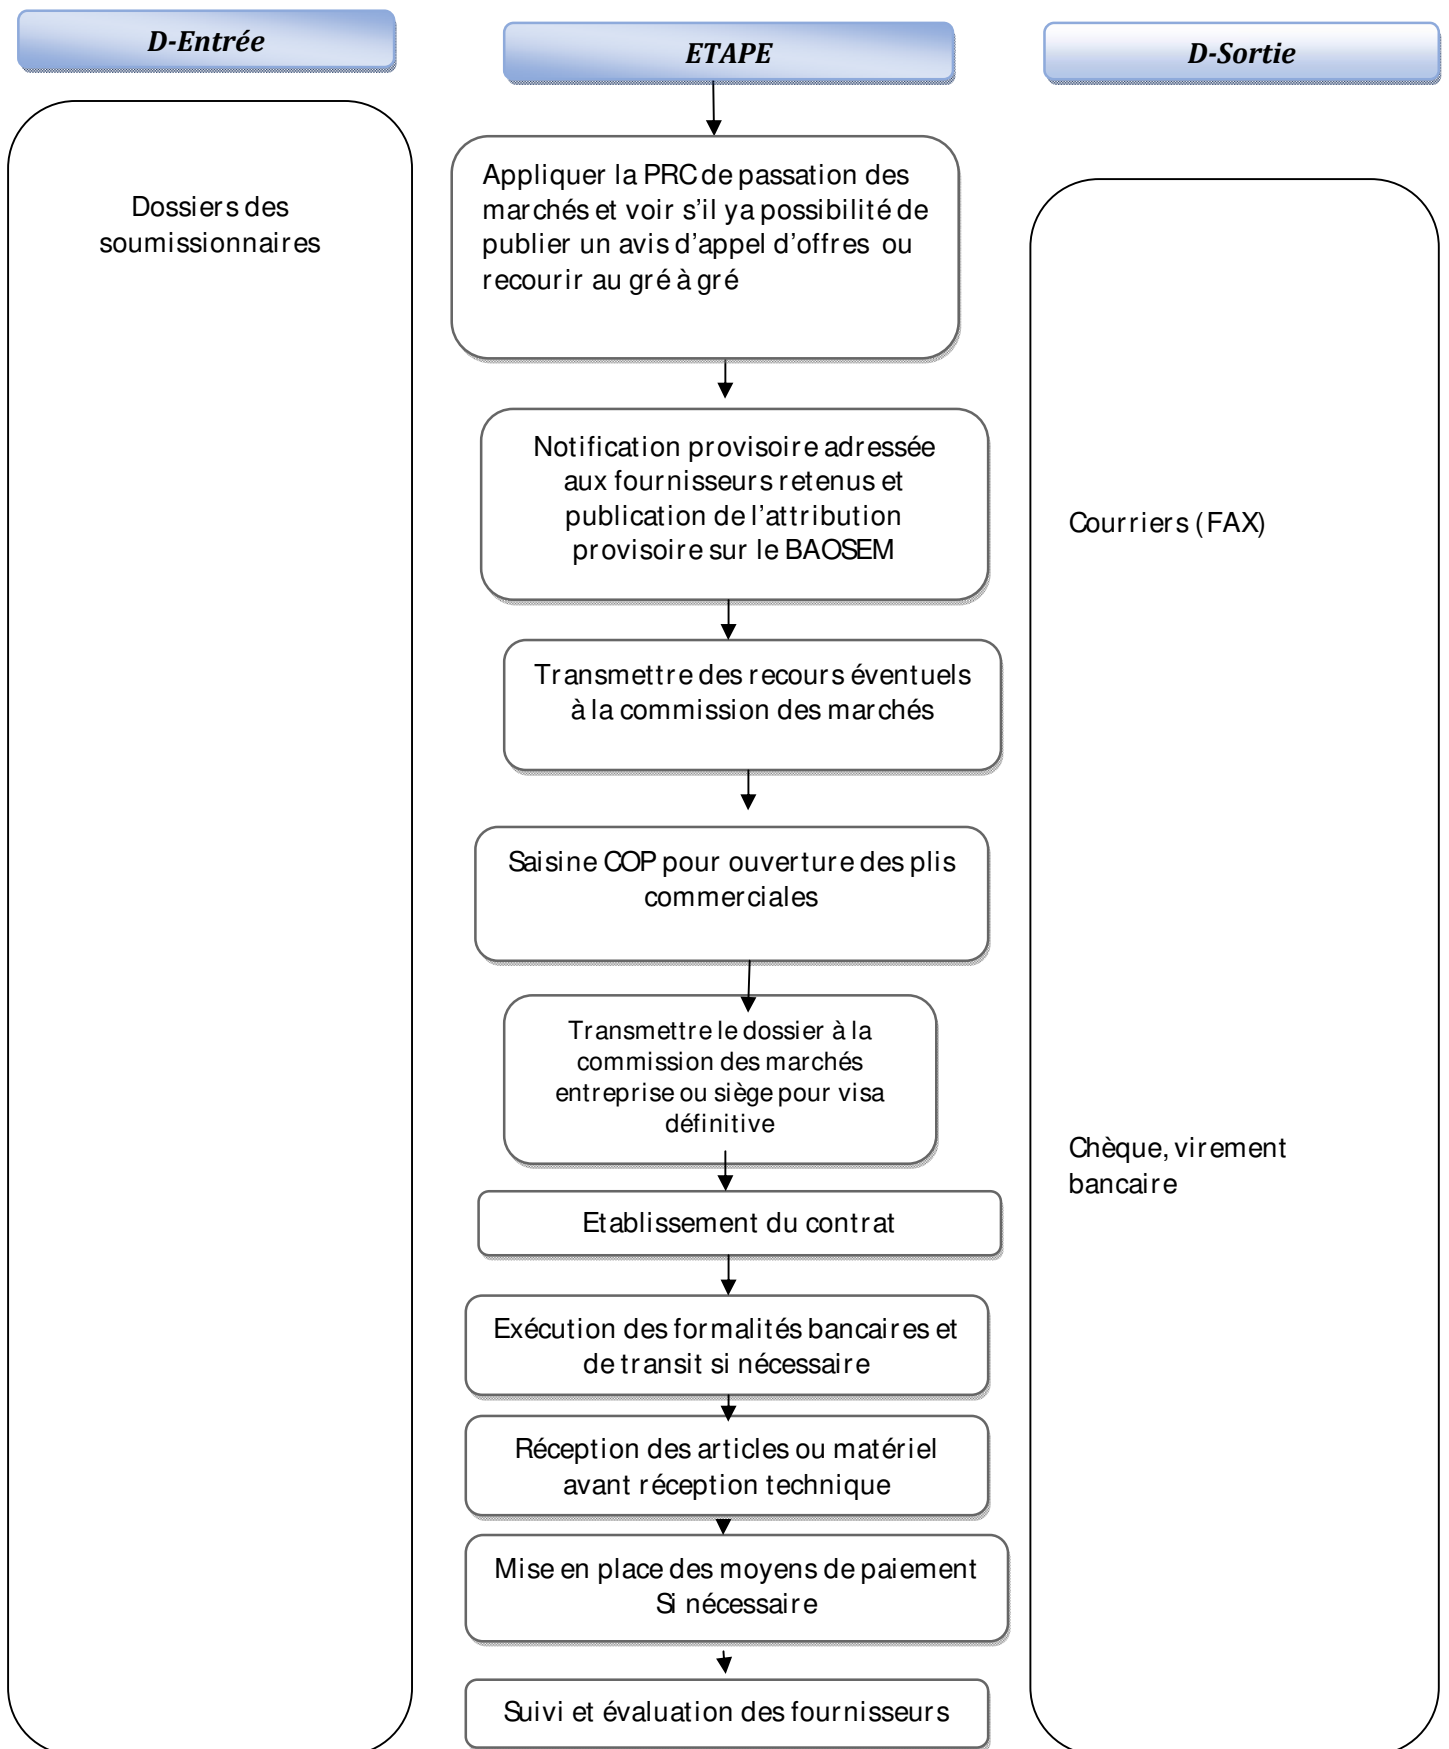 D-Entrée
ETAPE
D-Sortie
Dossiers des
soumissionnaires
Appliquer la PRC de passation des
marchés et voir s'il ya possibilité de
publier un avis d'appel d'offres ou
recourir au gré à gré
Notification provisoire adressée
aux fournisseurs retenus et
publication de l'attribution
provisoire sur le BAOSEM
Courriers (FAX)
Transmettre des recours éventuels
à la commission des marchés
Saisine COP pour ouverture des plis
commerciales
Transmettre le dossier à la
commission des marchés
entreprise ou siège pour visa
définitive
Chèque, virement
bancaire
Etablissement du contrat
Exécution des formalités bancaires et
de transit si nécessaire
Réception des articles ou matériel
avant réception technique
Mise en place des moyens de paiement
Si nécessaire
Suivi et évaluation des fournisseurs